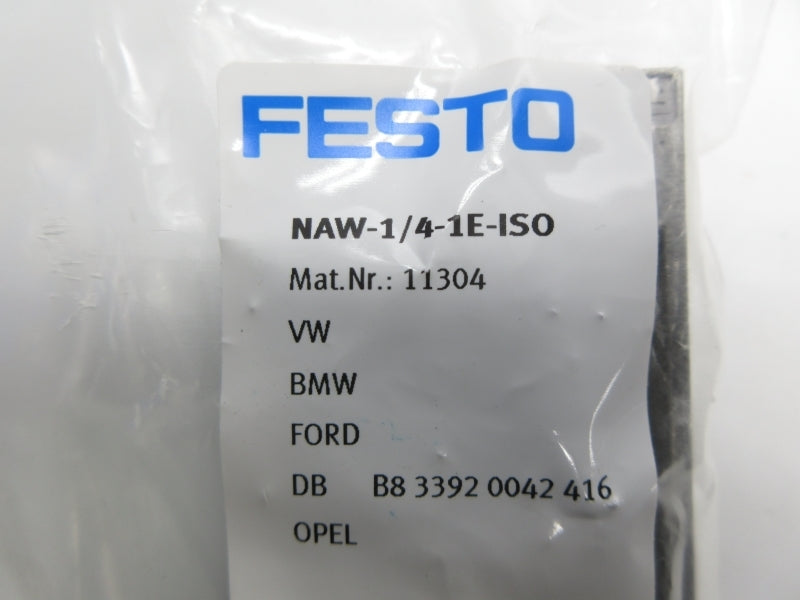 FESTO
NAW-1/4-1E-ISO
Mat.Nr.: 11304
VW
BMW
FORD
DB B8 3392 0042 416
OPEL